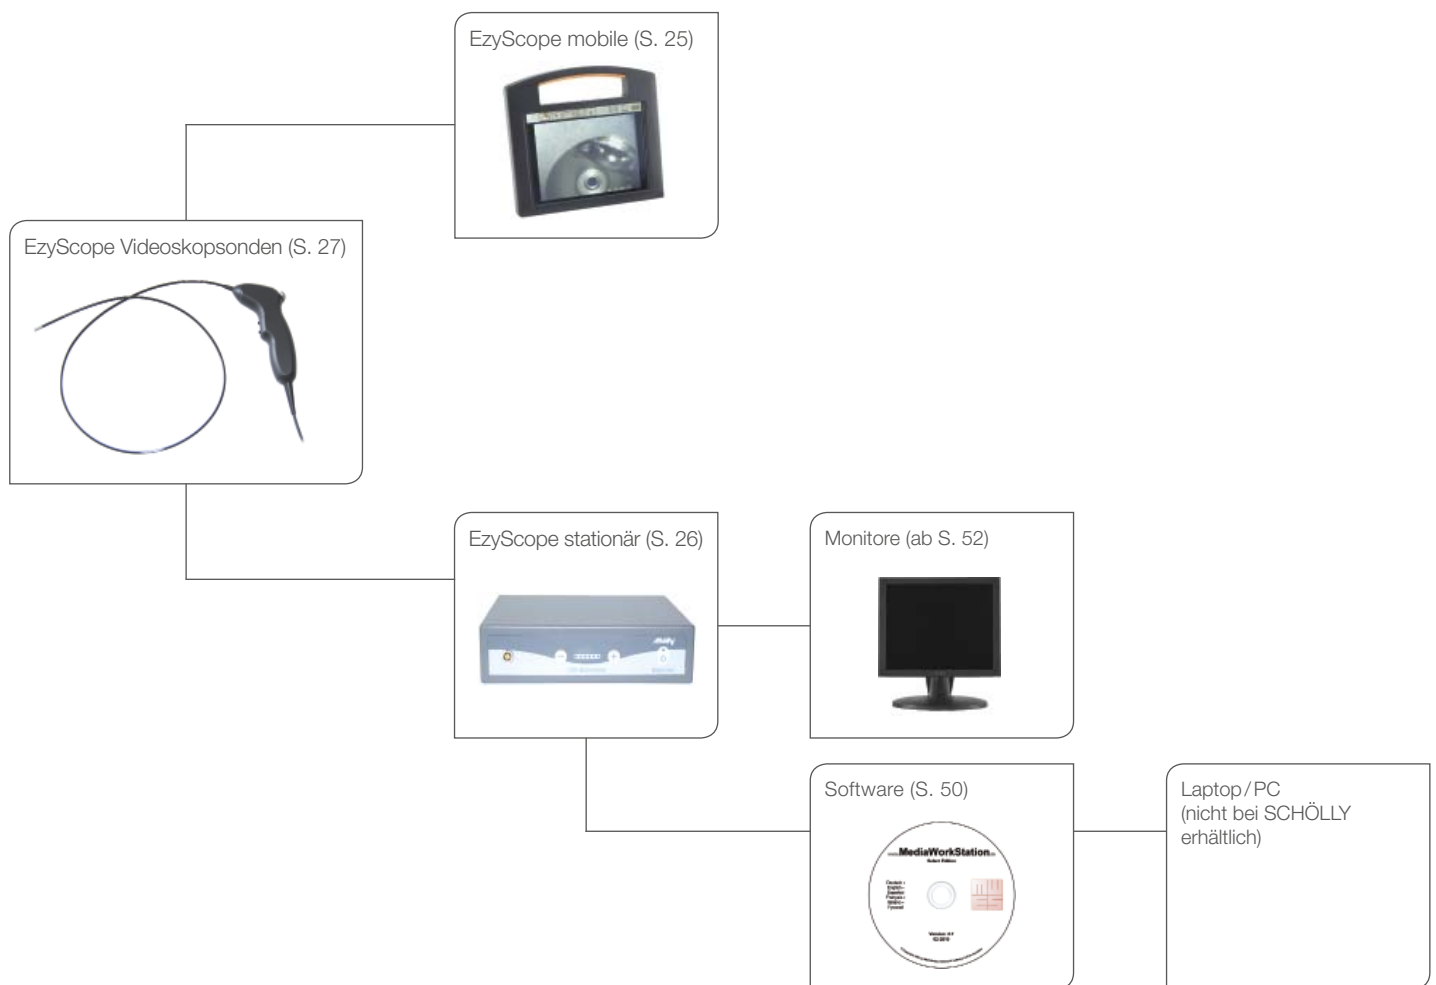 EzyScope mobile (S. 25)
EzyScope Videoskopsonden (S. 27)
EzyScope stationär (S. 26)
Monitore (ab S. 52)
Software (S. 50)
MediaWorkStation
Laptop / PC
(nicht bei SCHÖLLY
erhältlich)